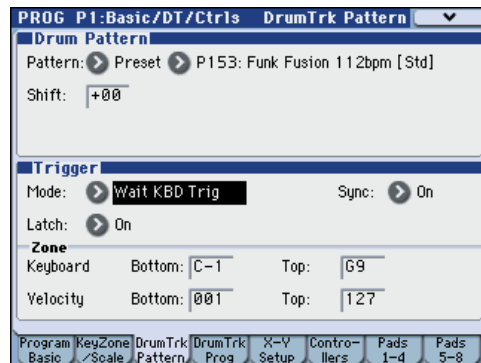 PROG P1:Basic/DT/Ctrls DrumTrk Pattern
Drum Pattern
Pattern: Preset P153: Funk Fusion 112bpm [Std]
Shift: +00
Trigger
Mode: Wait KBD Trig Sync: On
Latch: On
Zone
Keyboard Bottom: C-1 Top: G9
Velocity Bottom: 001 Top: 127
Program Basic KeyZone /Scale DrumTrk Pattern DrumTrk Prog X-Y Setup Contro- llers Pads 1-4 Pads 5-8